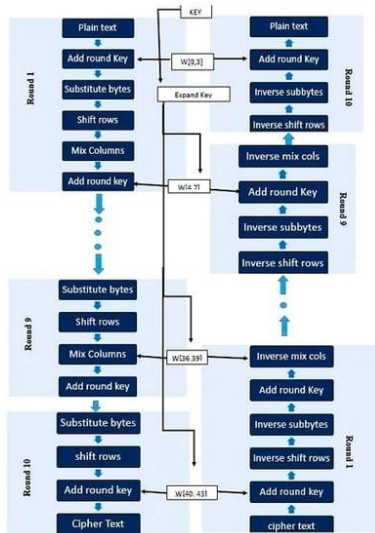 Round 1
Plain text
Add round Key
Substitute bytes
Shift rows
Mix Columns
Add round key
Round 9
Substitute bytes
Shift rows
Mix Columns
Add round key
Round 10
Substitute bytes
shift rows
Add round key
Cipher Text
KEY
W[0,3]
Expand Key
W[4 7]
W[36.39]
W[40. 43]
Plain text
Add round Key
Inverse subbytes
Inverse shift rows
Round 10
Inverse mix cols
Add round Key
Inverse subbytes
Inverse shift rows
Round 9
Inverse mix cols
Add round Key
Inverse subbytes
Inverse shift rows
Add round key
cipher text
Round 1